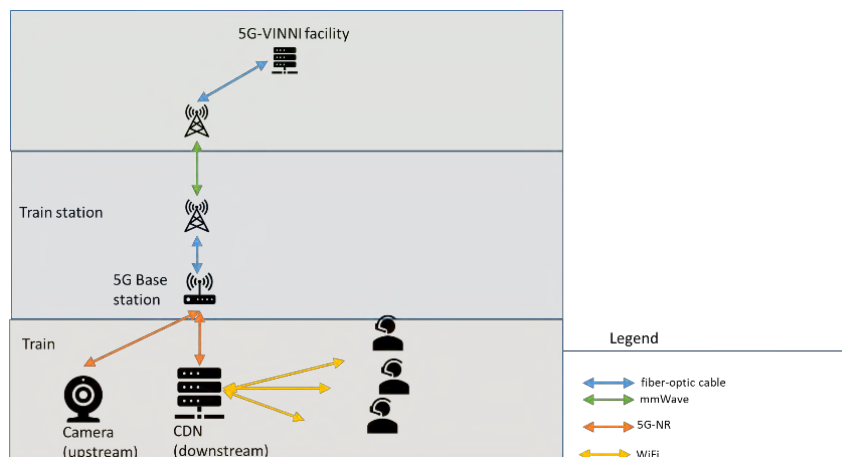 5G-VINNI facility
Train station
5G Base
station
Train
Camera
(upstream)
CDN
(downstream)
Legend
fiber-optic cable
mmWave
5G-NR
WiFi